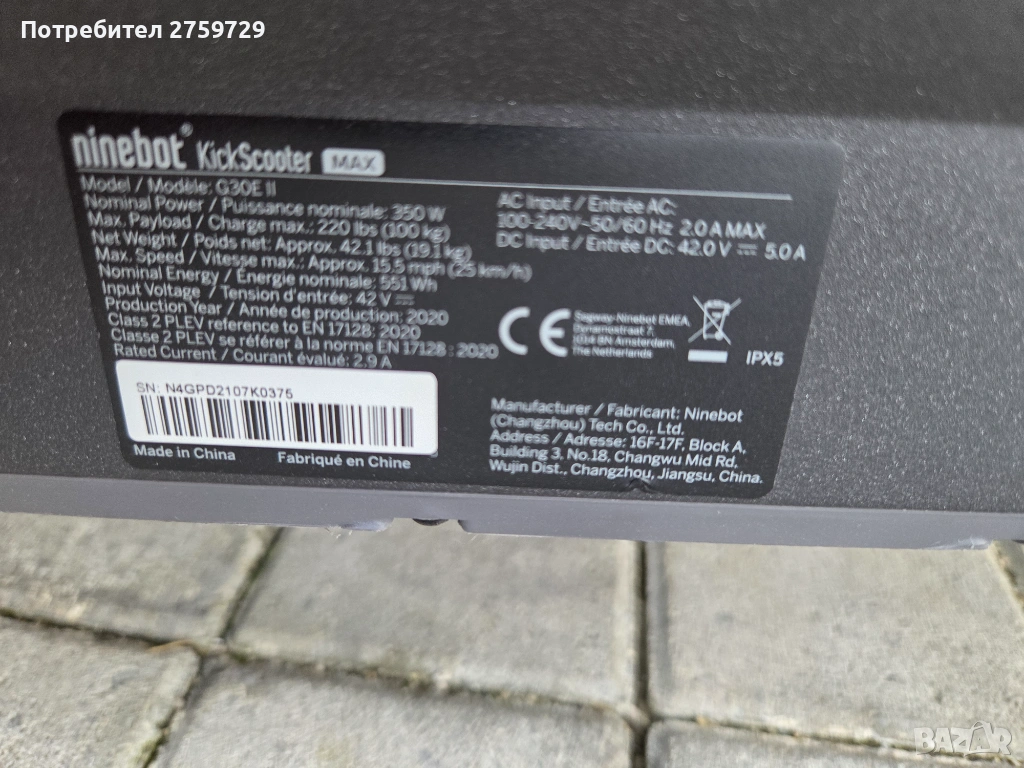 Потребител 2759729
ninebot® KickScooter MAX
Model / Modèle: G30E II
Nominal Power / Puissance nominale: 350 W
Max. Payload / Charge max.: 220 lbs (100 kg)
Net Weight / Poids net: Approx. 42.1 lbs (19.1 kg)
Max. Speed / Vitesse max.: Approx. 15.5 mph (25 km/h)
Nominal Energy / Énergie nominale: 551 Wh
Input Voltage / Tension d'entrée: 42 V ⎓
Production Year / Année de production: 2020
Class 2 PLEV reference to EN 17128: 2020
Classe 2 PLEV se référer à la norme EN 17128 : 2020
Rated Current / Courant évalué: 2.9 A
AC Input / Entrée AC:
100-240V~50/60 Hz 2.0 A MAX
DC Input / Entrée DC: 42.0 V ⎓ 5.0 A
CE
Segway-Ninebot EMEA,
Dynamostraat 7,
1014 BN Amsterdam,
The Netherlands
IPX5
SN: N4GPD2107K0375
Made in China Fabriqué en Chine
Manufacturer / Fabricant: Ninebot
(Changzhou) Tech Co., Ltd.
Address / Adresse: 16F-17F, Block A,
Building 3, No.18, Changwu Mid Rd,
Wujin Dist., Changzhou, Jiangsu, China.
BAZAR